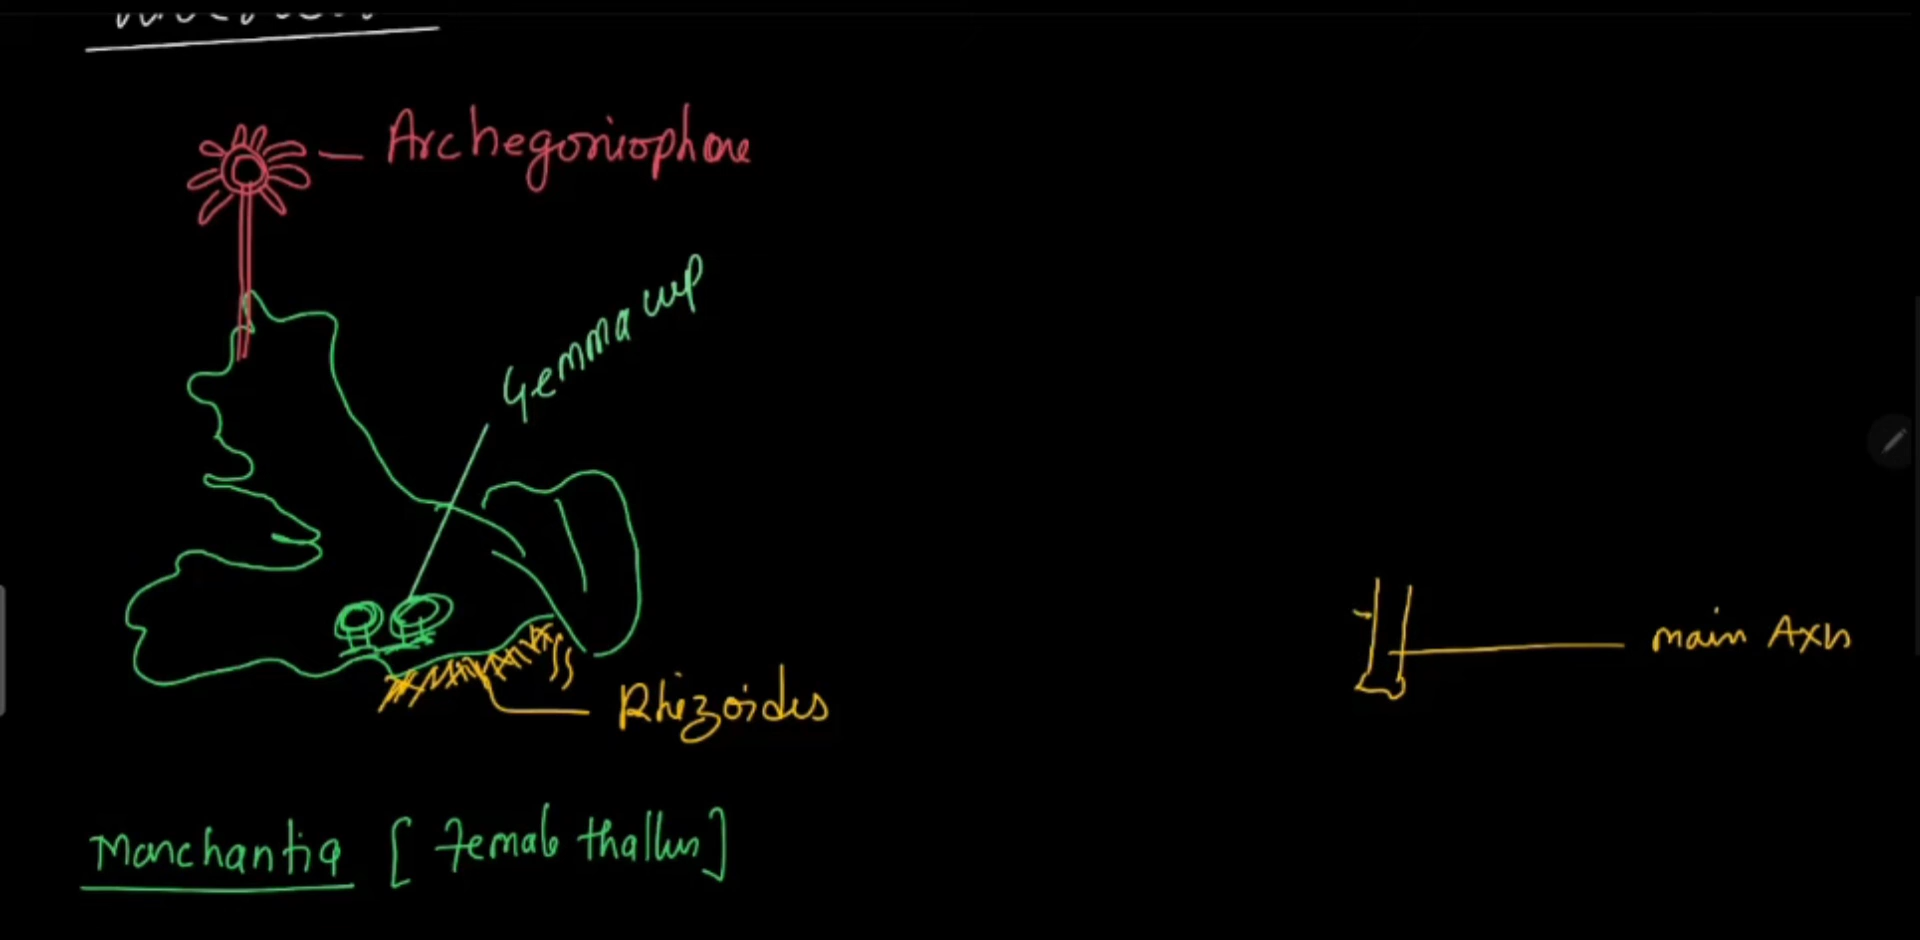 Archegoniophore
Gemma cup
Rhizoides
main Axis
Marchantia [ Female thallus ]